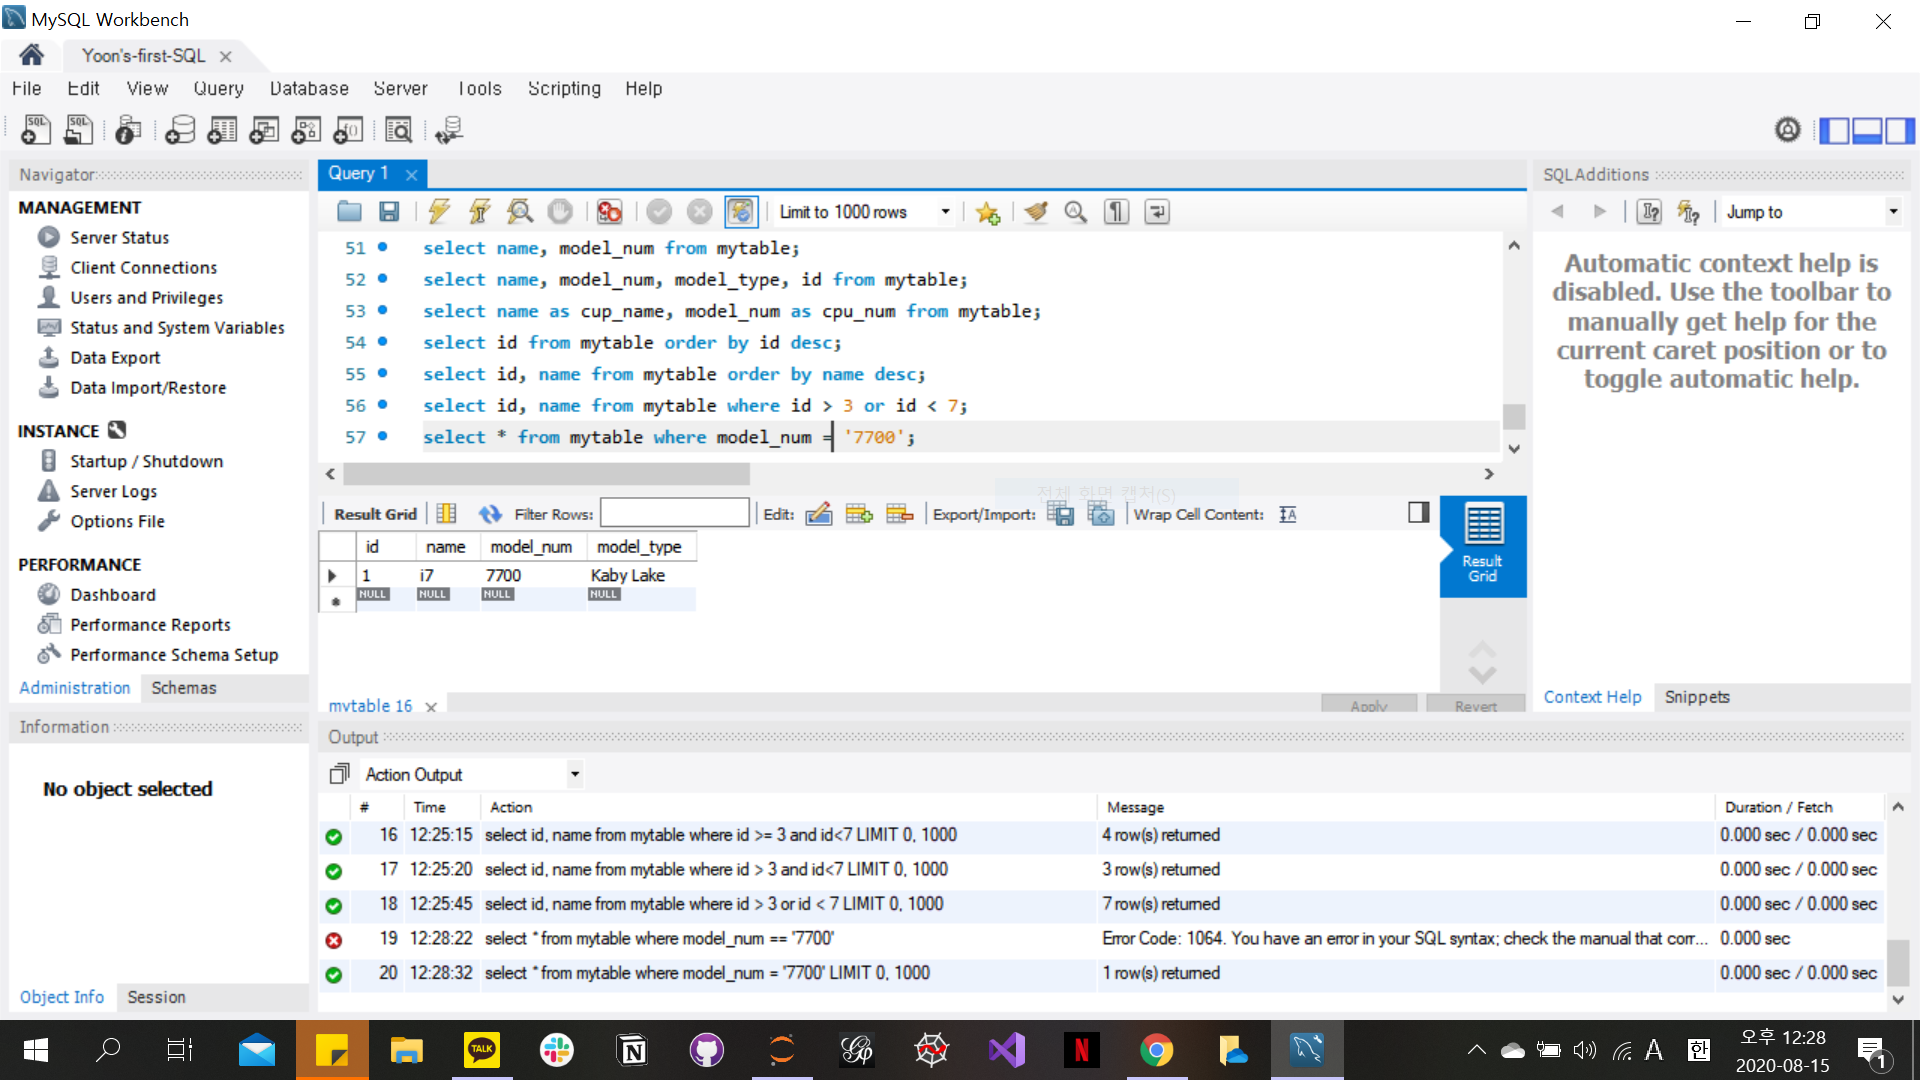 MySQL Workbench
Yoon's-first-SQL
File Edit View Query Database Server Tools Scripting Help
Navigator
MANAGEMENT
Server Status
Client Connections
Users and Privileges
Status and System Variables
Data Export
Data Import/Restore
INSTANCE
Startup / Shutdown
Server Logs
Options File
PERFORMANCE
Dashboard
Performance Reports
Performance Schema Setup
Administration Schemas
Information
No object selected
Object Info Session
Query 1
Limit to 1000 rows
51 select name, model_num from mytable;
52 select name, model_num, model_type, id from mytable;
53 select name as cup_name, model_num as cpu_num from mytable;
54 select id from mytable order by id desc;
55 select id, name from mytable order by name desc;
56 select id, name from mytable where id > 3 or id < 7;
57 select * from mytable where model_num = '7700';
전체 화면 캡처(S)
Result Grid Filter Rows: Edit: Export/Import: Wrap Cell Content:
id name model_num model_type
1 i7 7700 Kaby Lake
NULL NULL NULL NULL
Result
Grid
mytable 16
Apply Revert
SQLAdditions
Jump to
Automatic context help is
disabled. Use the toolbar to
manually get help for the
current caret position or to
toggle automatic help.
Context Help Snippets
Output
Action Output
# Time Action Message Duration / Fetch
16 12:25:15 select id, name from mytable where id >= 3 and id<7 LIMIT 0, 1000 4 row(s) returned 0.000 sec / 0.000 sec
17 12:25:20 select id, name from mytable where id > 3 and id<7 LIMIT 0, 1000 3 row(s) returned 0.000 sec / 0.000 sec
18 12:25:45 select id, name from mytable where id > 3 or id < 7 LIMIT 0, 1000 7 row(s) returned 0.000 sec / 0.000 sec
19 12:28:22 select * from mytable where model_num == '7700' Error Code: 1064. You have an error in your SQL syntax; check the manual that corr... 0.000 sec
20 12:28:32 select * from mytable where model_num = '7700' LIMIT 0, 1000 1 row(s) returned 0.000 sec / 0.000 sec
TALK
A 한
오후 12:28
2020-08-15
1